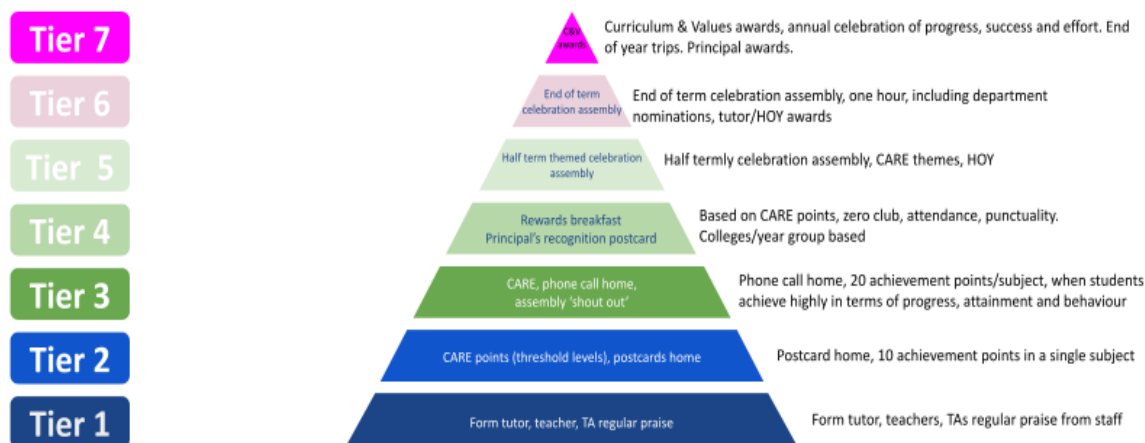 Tier 7
C&V
awards
Curriculum & Values awards, annual celebration of progress, success and effort. End
of year trips. Principal awards.
Tier 6
End of term
celebration assembly
End of term celebration assembly, one hour, including department
nominations, tutor/HOY awards
Tier 5
Half term themed celebration
assembly
Half termly celebration assembly, CARE themes, HOY
Tier 4
Rewards breakfast
Principal's recognition postcard
Based on CARE points, zero club, attendance, punctuality.
Colleges/year group based
Tier 3
CARE, phone call home,
assembly 'shout out'
Phone call home, 20 achievement points/subject, when students
achieve highly in terms of progress, attainment and behaviour
Tier 2
CARE points (threshold levels), postcards home
Postcard home, 10 achievement points in a single subject
Tier 1
Form tutor, teacher, TA regular praise
Form tutor, teachers, TAs regular praise from staff